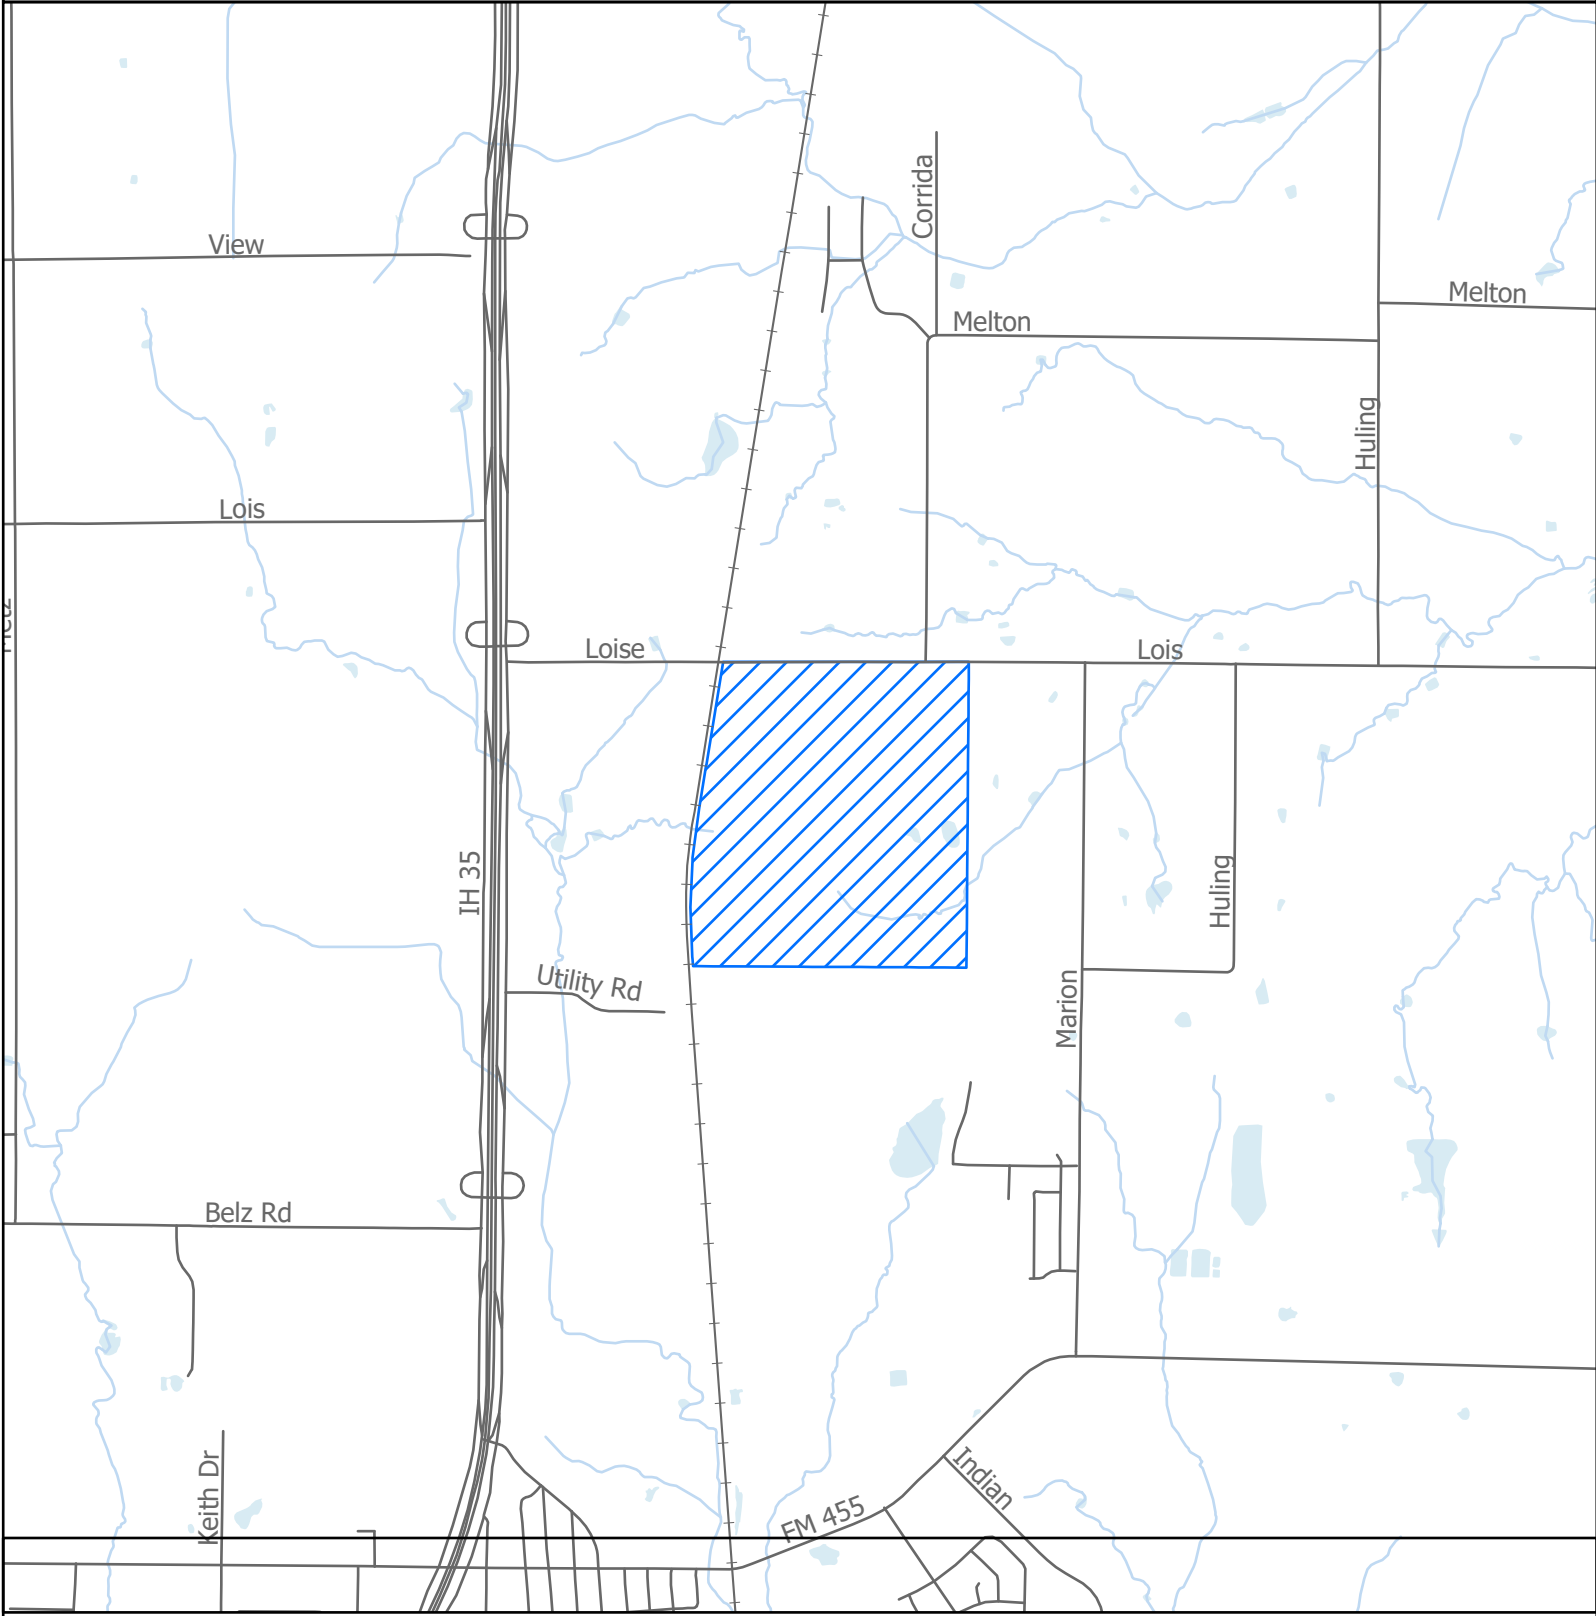 Corrida
View
Melton
Melton
Huling
Lois
Loise
Lois
IH 35
Huling
Utility Rd
Marion
Belz Rd
Keith Dr
Indian
FM 455